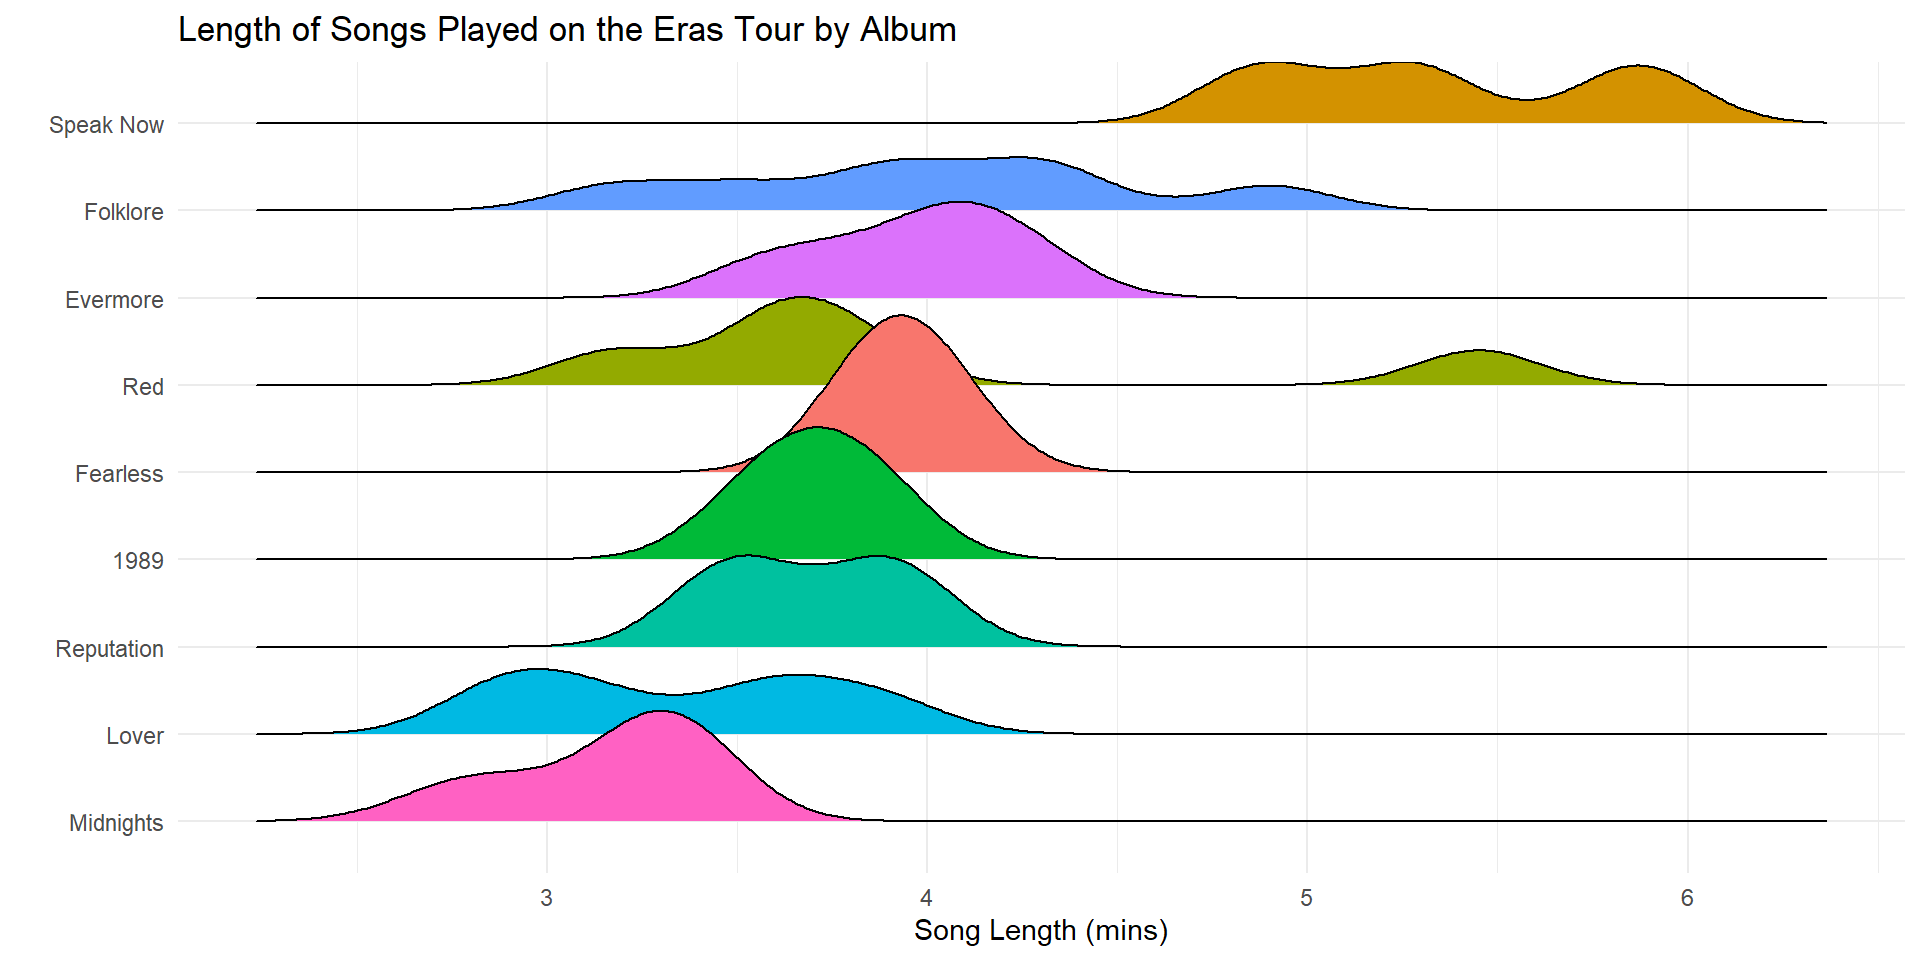 Length of Songs Played on the Eras Tour by Album
Speak Now
Folklore
Evermore
Red
Fearless
1989
Reputation
Lover
Midnights
3 4 5 6
Song Length (mins)